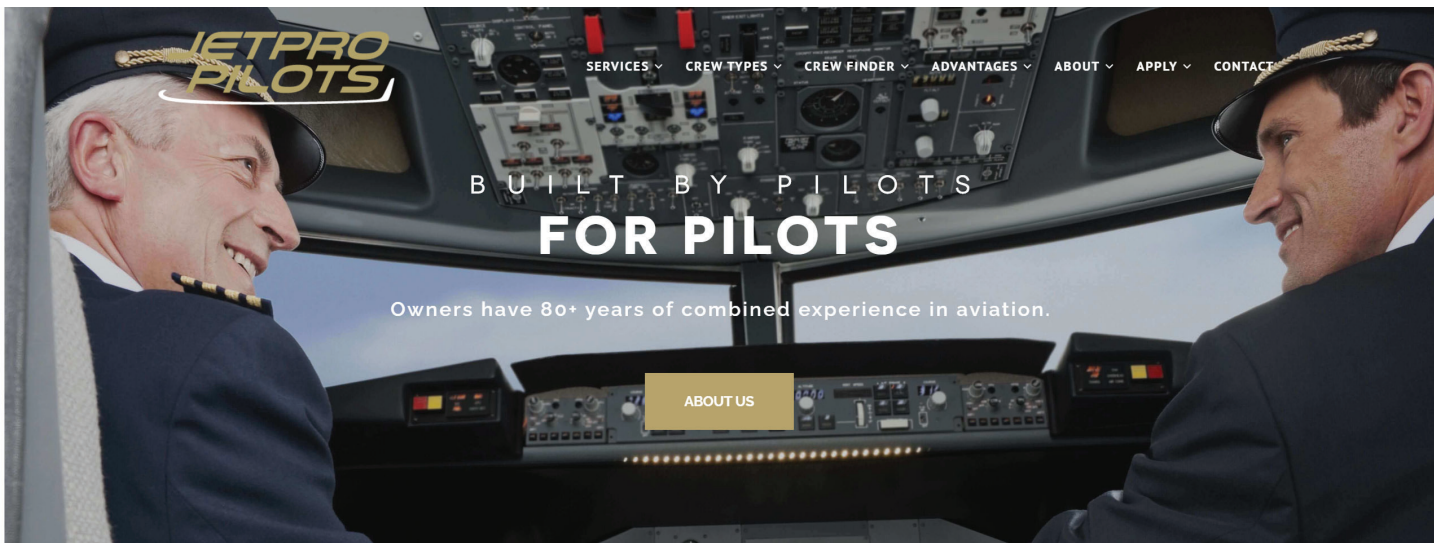 JETPRO
PILOTS
SERVICES CREW TYPES CREW FINDER ADVANTAGES ABOUT APPLY CONTACT
BUILT BY PILOTS
FOR PILOTS
Owners have 80+ years of combined experience in aviation.
ABOUT US